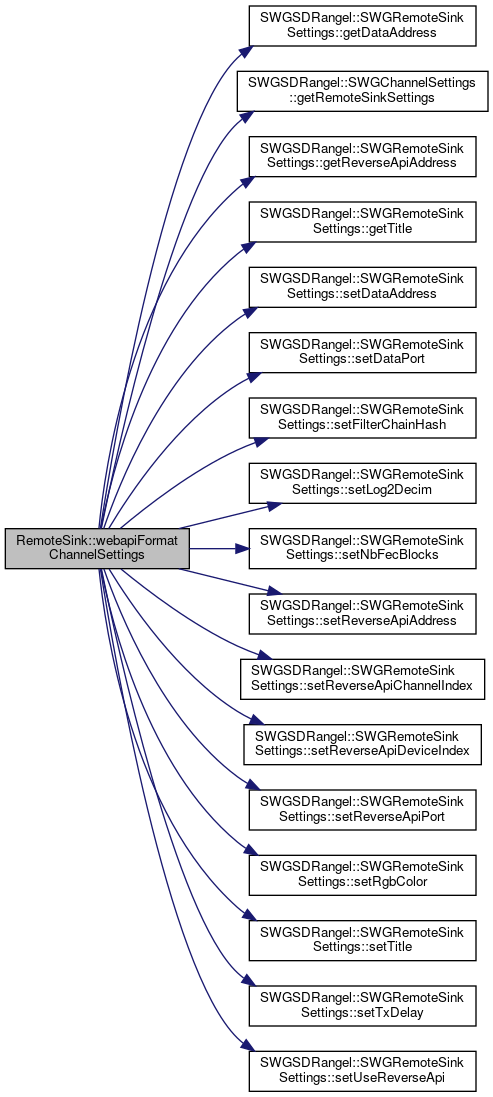 SWGSDRangel::SWGRemoteSink
Settings::getDataAddress
SWGSDRangel::SWGChannelSettings
::getRemoteSinkSettings
SWGSDRangel::SWGRemoteSink
Settings::getReverseApiAddress
SWGSDRangel::SWGRemoteSink
Settings::getTitle
SWGSDRangel::SWGRemoteSink
Settings::setDataAddress
SWGSDRangel::SWGRemoteSink
Settings::setDataPort
SWGSDRangel::SWGRemoteSink
Settings::setFilterChainHash
SWGSDRangel::SWGRemoteSink
Settings::setLog2Decim
RemoteSink::webapiFormat
ChannelSettings
SWGSDRangel::SWGRemoteSink
Settings::setNbFecBlocks
SWGSDRangel::SWGRemoteSink
Settings::setReverseApiAddress
SWGSDRangel::SWGRemoteSink
Settings::setReverseApiChannelIndex
SWGSDRangel::SWGRemoteSink
Settings::setReverseApiDeviceIndex
SWGSDRangel::SWGRemoteSink
Settings::setReverseApiPort
SWGSDRangel::SWGRemoteSink
Settings::setRgbColor
SWGSDRangel::SWGRemoteSink
Settings::setTitle
SWGSDRangel::SWGRemoteSink
Settings::setTxDelay
SWGSDRangel::SWGRemoteSink
Settings::setUseReverseApi